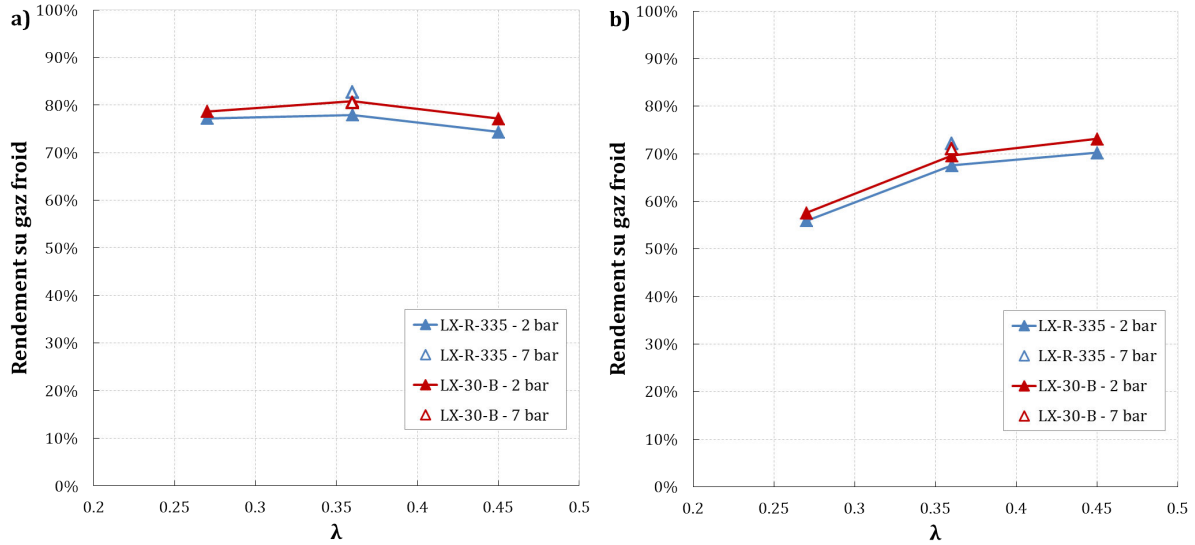 a)
100%
90%
80%
70%
60%
50%
40%
30%
20%
10%
0%
Rendement su gaz froid
LX-R-335 - 2 bar
LX-R-335 - 7 bar
LX-30-B - 2 bar
LX-30-B - 7 bar
0.2 0.25 0.3 0.35 0.4 0.45 0.5
λ
b)
100%
90%
80%
70%
60%
50%
40%
30%
20%
10%
0%
Rendement su gaz froid
LX-R-335 - 2 bar
LX-R-335 - 7 bar
LX-30-B - 2 bar
LX-30-B - 7 bar
0.2 0.25 0.3 0.35 0.4 0.45 0.5
λ